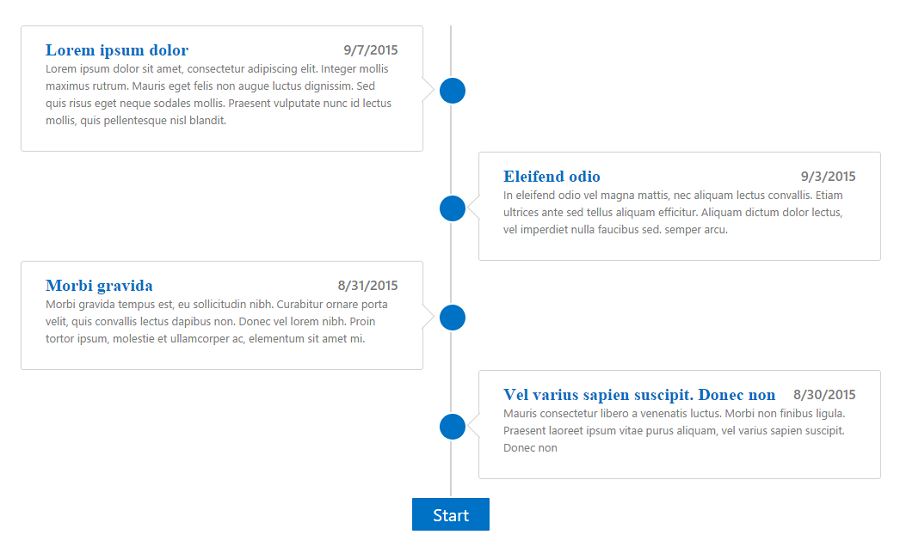 Lorem ipsum dolor 9/7/2015
Lorem ipsum dolor sit amet, consectetur adipiscing elit. Integer mollis
maximus rutrum. Mauris eget felis non augue luctus dignissim. Sed
quis risus eget neque sodales mollis. Praesent vulputate nunc id lectus
mollis, quis pellentesque nisl blandit.
Eleifend odio 9/3/2015
In eleifend odio vel magna mattis, nec aliquam lectus convallis. Etiam
ultrices ante sed tellus aliquam efficitur. Aliquam dictum dolor lectus,
vel imperdiet nulla faucibus sed. semper arcu.
Morbi gravida 8/31/2015
Morbi gravida tempus est, eu sollicitudin nibh. Curabitur ornare porta
velit, quis convallis lectus dapibus non. Donec vel lorem nibh. Proin
tortor ipsum, molestie et ullamcorper ac, elementum sit amet mi.
Vel varius sapien suscipit. Donec non 8/30/2015
Mauris consectetur libero a venenatis luctus. Morbi non finibus ligula.
Praesent laoreet ipsum vitae purus aliquam, vel varius sapien suscipit.
Donec non
Start